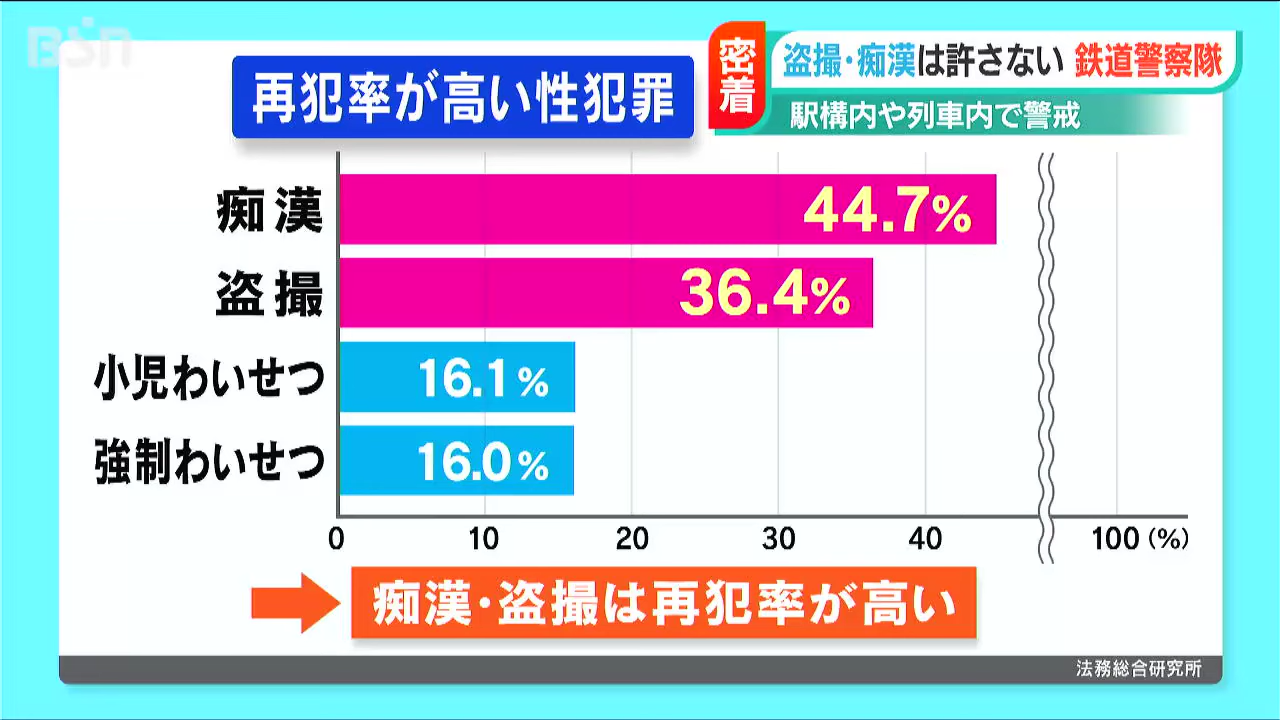 BSN
密着
盗撮・痴漢は許さない 鉄道警察隊
駅構内や列車内で警戒
再犯率が高い性犯罪
痴漢 44.7%
盗撮 36.4%
小児わいせつ 16.1%
強制わいせつ 16.0%
0 10 20 30 40 100 (%)
痴漢・盗撮は再犯率が高い
法務総合研究所